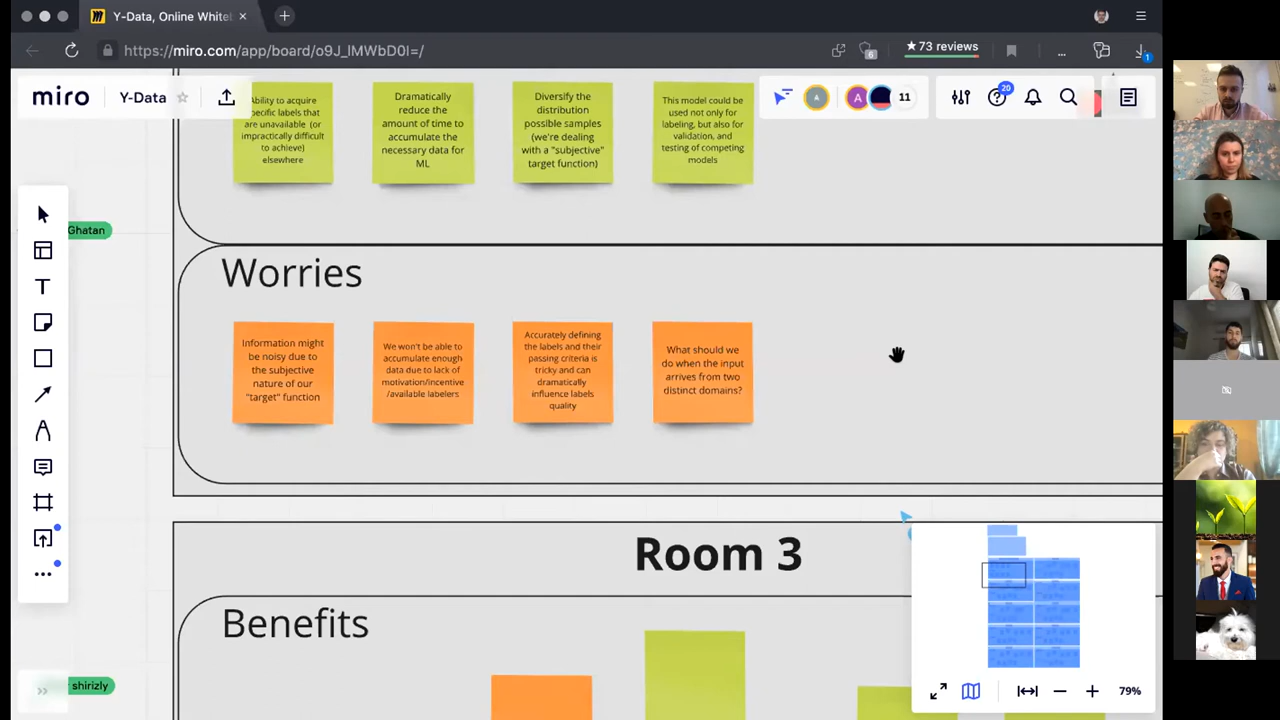 Y-Data, Online White
https://miro.com/app/board/o9J_lMWbD0I=/
★ 73 reviews
6
...
1
miro
Y-Data
A
A
11
20
Ability to acquire
specific labels that
are unavailable (or
impractically difficult
to achieve)
elsewhere
Dramatically
reduce the
amount of time to
accumulate the
necessary data for
ML
Diversify the
distribution
possible samples
(we're dealing
with a "subjective"
target function)
This model could be
used not only for
labeling, but also for
validation, and
testing of competing
models
Ghatan
Worries
Information might
be noisy due to
the subjective
nature of our
"target" function
We won't be able to
accumulate enough
data due to lack of
motivation/incentive
/available labelers
Accurately defining
the labels and their
passing criteria is
tricky and can
dramatically
influence labels
quality
What should we
do when the input
arrives from two
distinct domains?
Room 3
Benefits
shirizly
79%